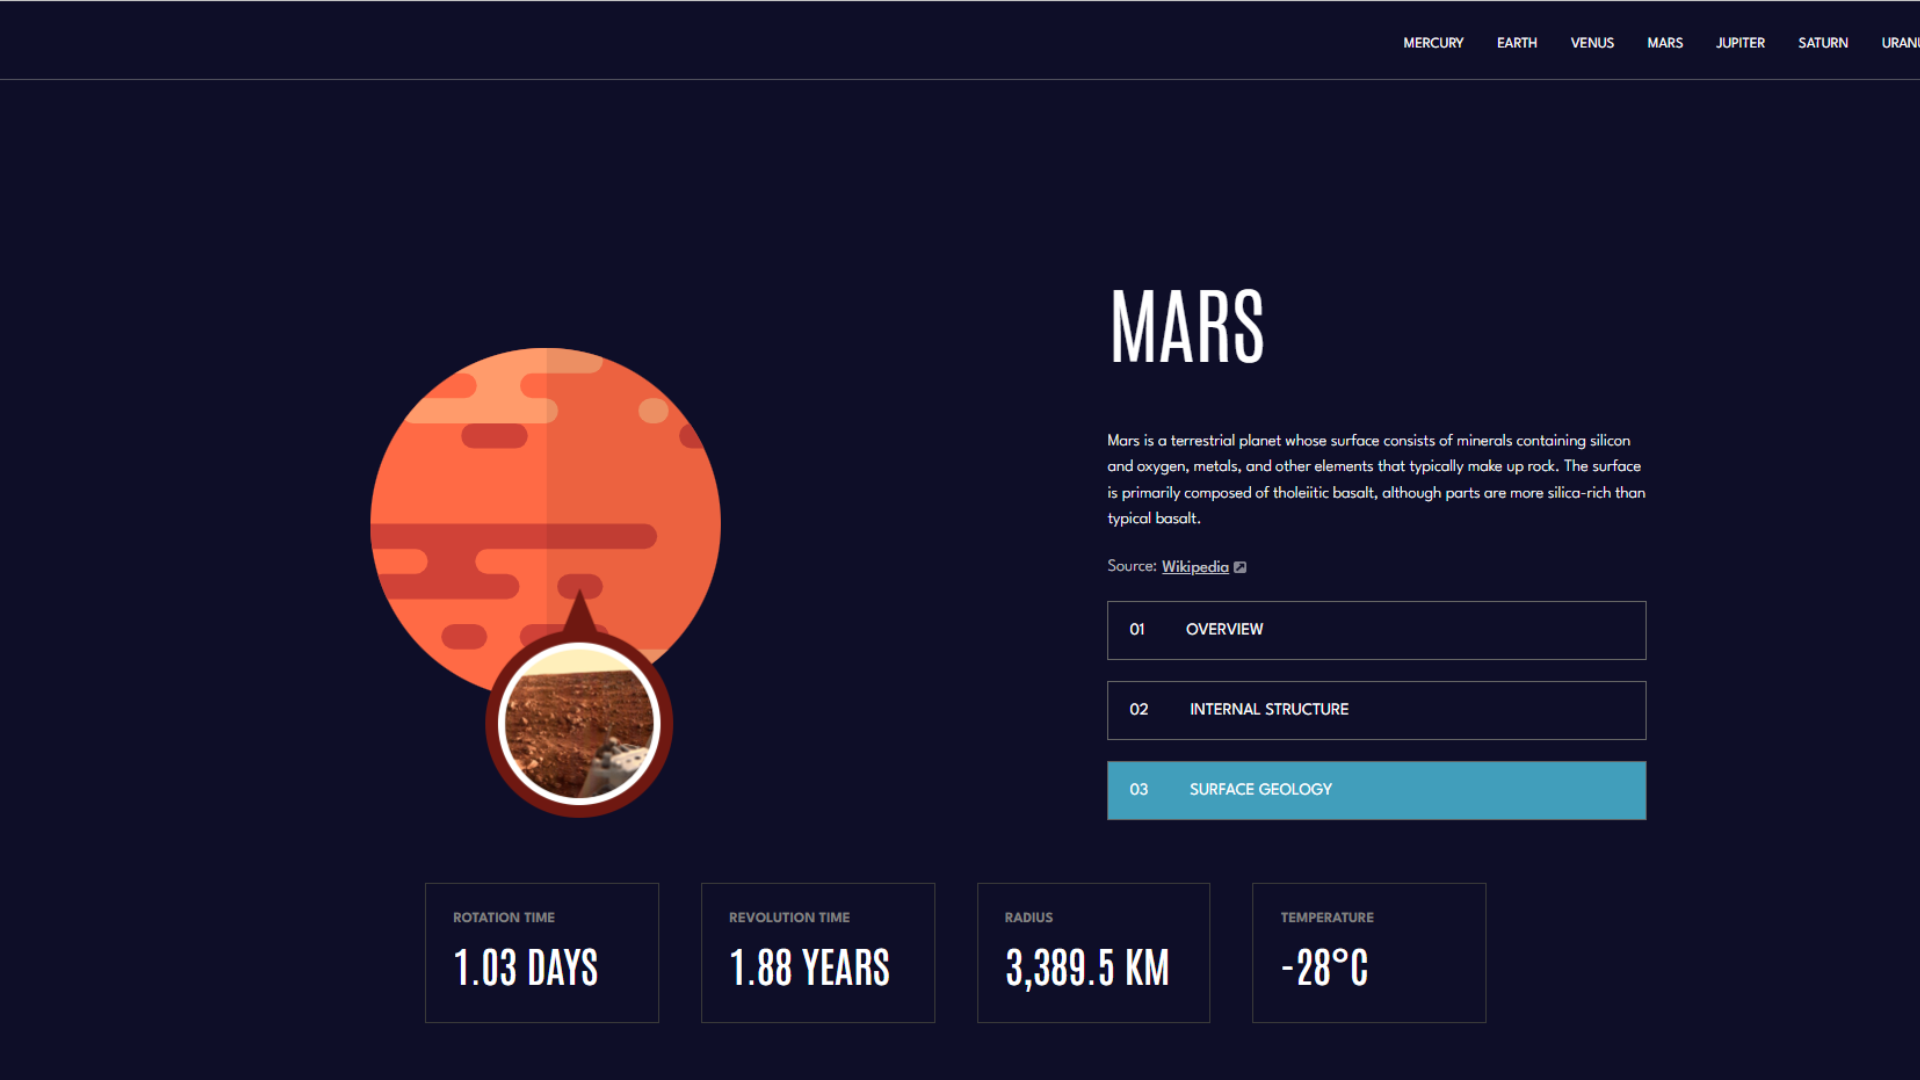 MERCURY EARTH VENUS MARS JUPITER SATURN URANU
MARS
Mars is a terrestrial planet whose surface consists of minerals containing silicon
and oxygen, metals, and other elements that typically make up rock. The surface
is primarily composed of tholeiitic basalt, although parts are more silica-rich than
typical basalt.
Source: Wikipedia
01 OVERVIEW
02 INTERNAL STRUCTURE
03 SURFACE GEOLOGY
ROTATION TIME
1.03 DAYS
REVOLUTION TIME
1.88 YEARS
RADIUS
3,389.5 KM
TEMPERATURE
-28°C